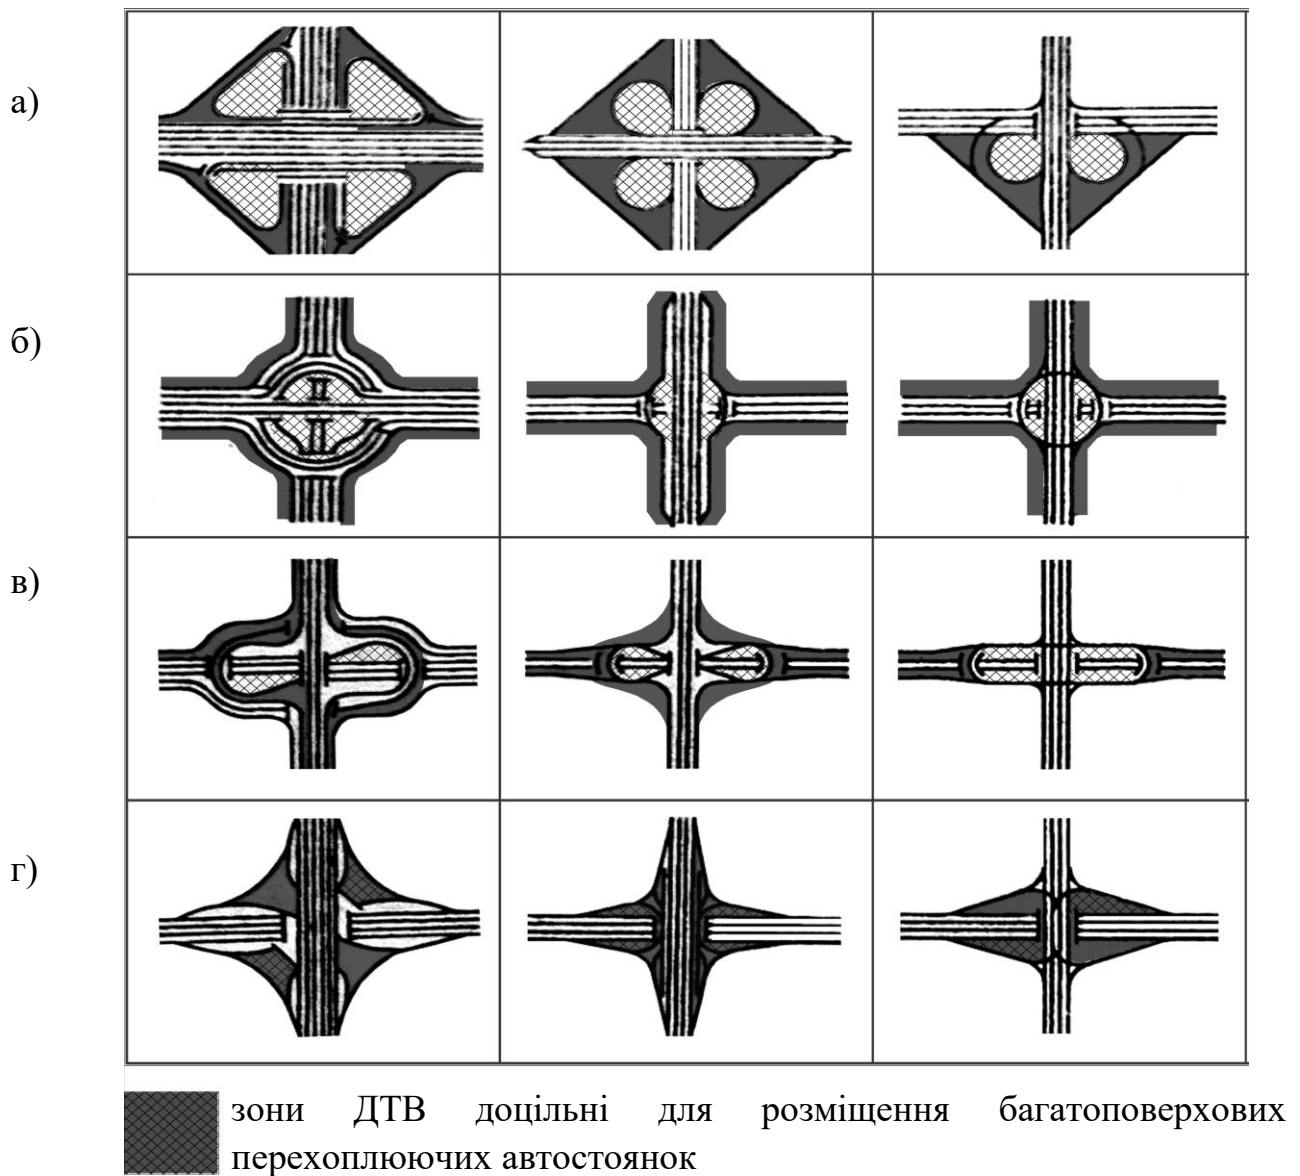 а)
б)
в)
г)
зони ДТВ доцільні для розміщення багатоповерхових
перехоплюючих автостоянок